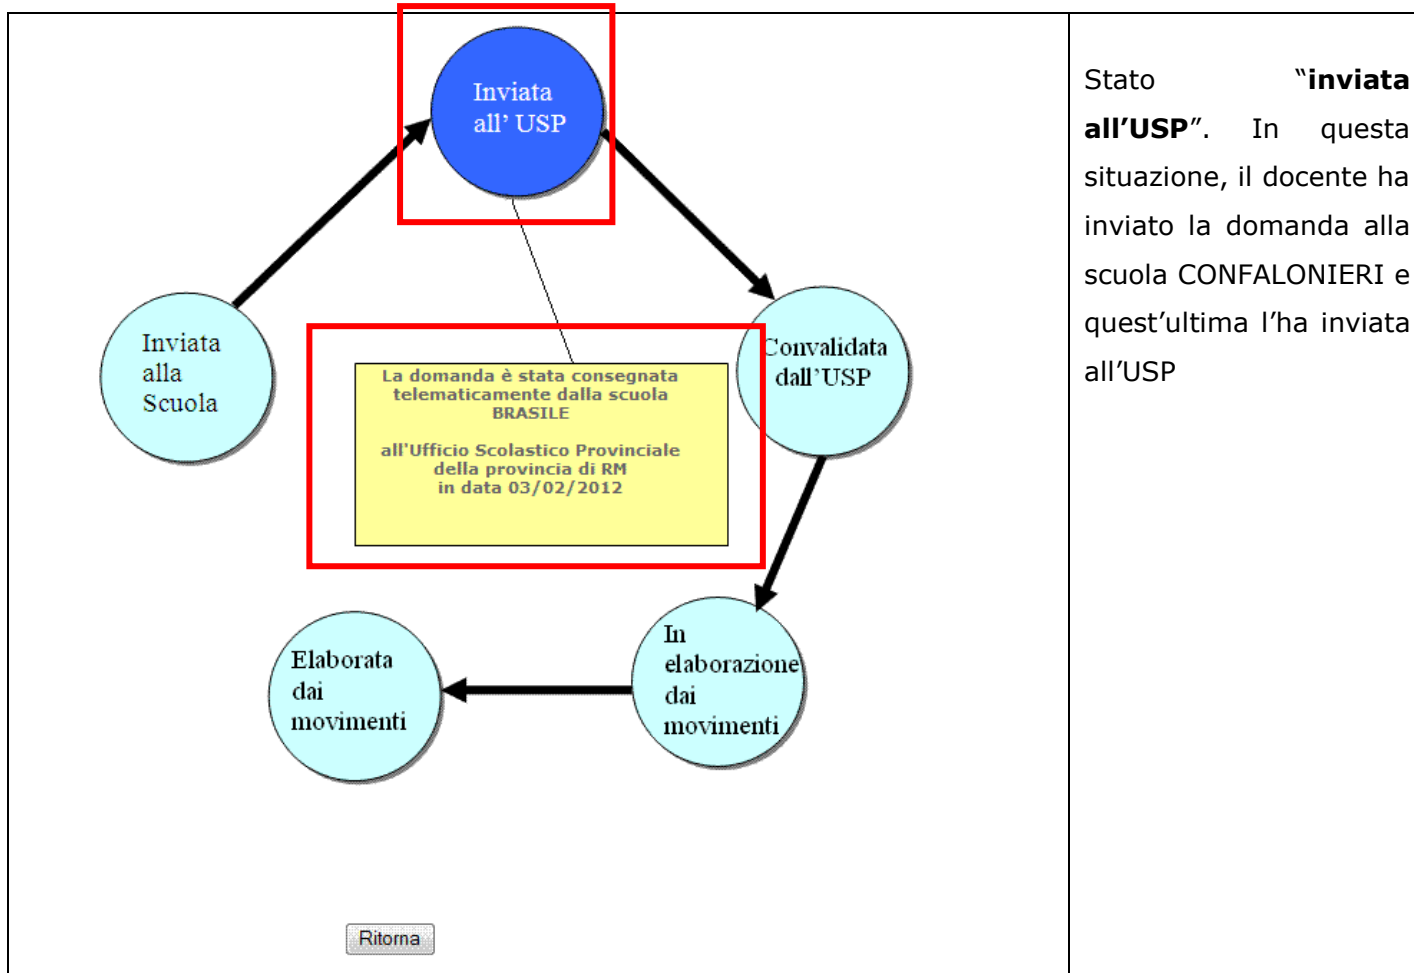 Inviata
all’ USP
Inviata
alla
Scuola
Convalidata
dall’USP
La domanda è stata consegnata
telematicamente dalla scuola
BRASILE
all'Ufficio Scolastico Provinciale
della provincia di RM
in data 03/02/2012
In
elaborazione
dai
movimenti
Elaborata
dai
movimenti
Ritorna
Stato “inviata
all’USP”. In questa
situazione, il docente ha
inviato la domanda alla
scuola CONFALONIERI e
quest’ultima l’ha inviata
all’USP